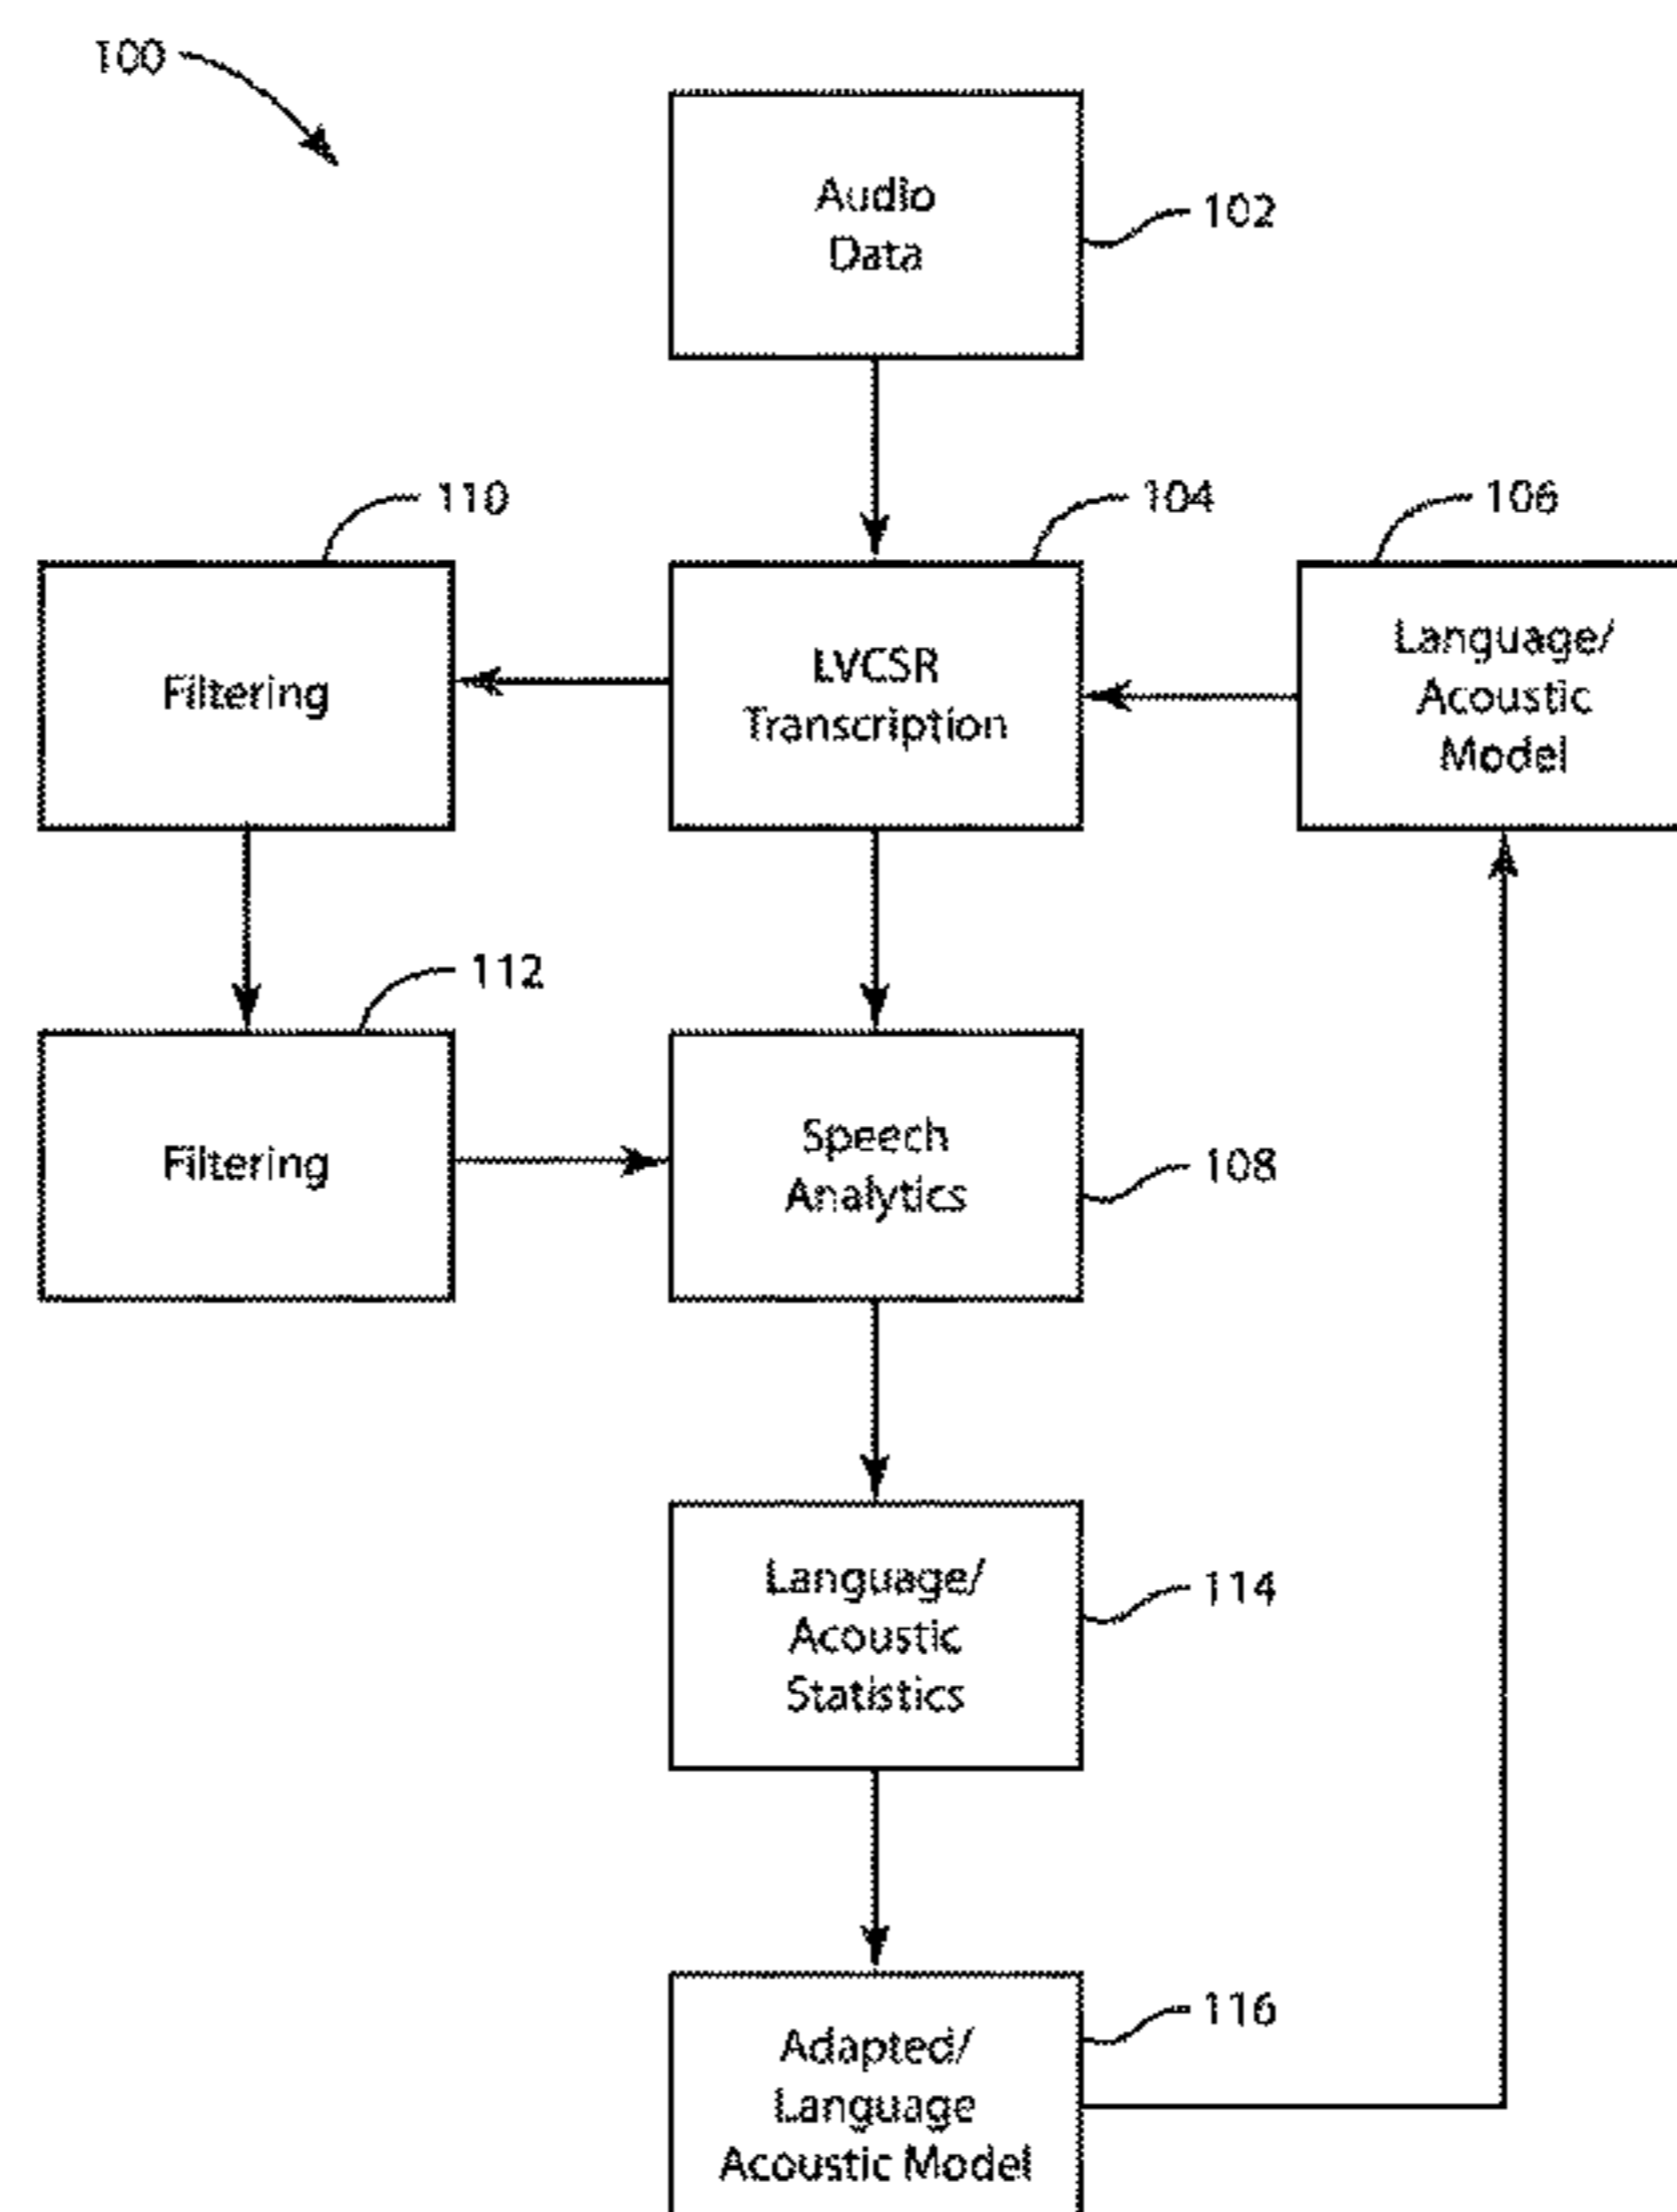 100
Audio
Data
102
110
104
106
Filtering
LVCSR
Transcription
Language/
Acoustic
Model
112
Filtering
Speech
Analytics
108
Language/
Acoustic
Statistics
114
Adapted/
Language
Acoustic Model
116